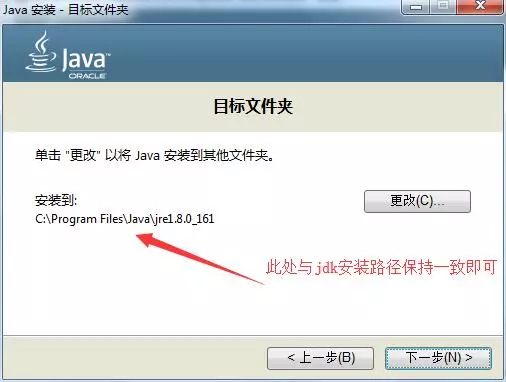 Java 安装 - 目标文件夹
Java
ORACLE
目标文件夹
单击 "更改" 以将 Java 安装到其他文件夹。
安装到:
C:\Program Files\Java\jre1.8.0_161
更改(C)...
此处与jdk安装路径保持一致即可
< 上一步(B)
下一步(N) >